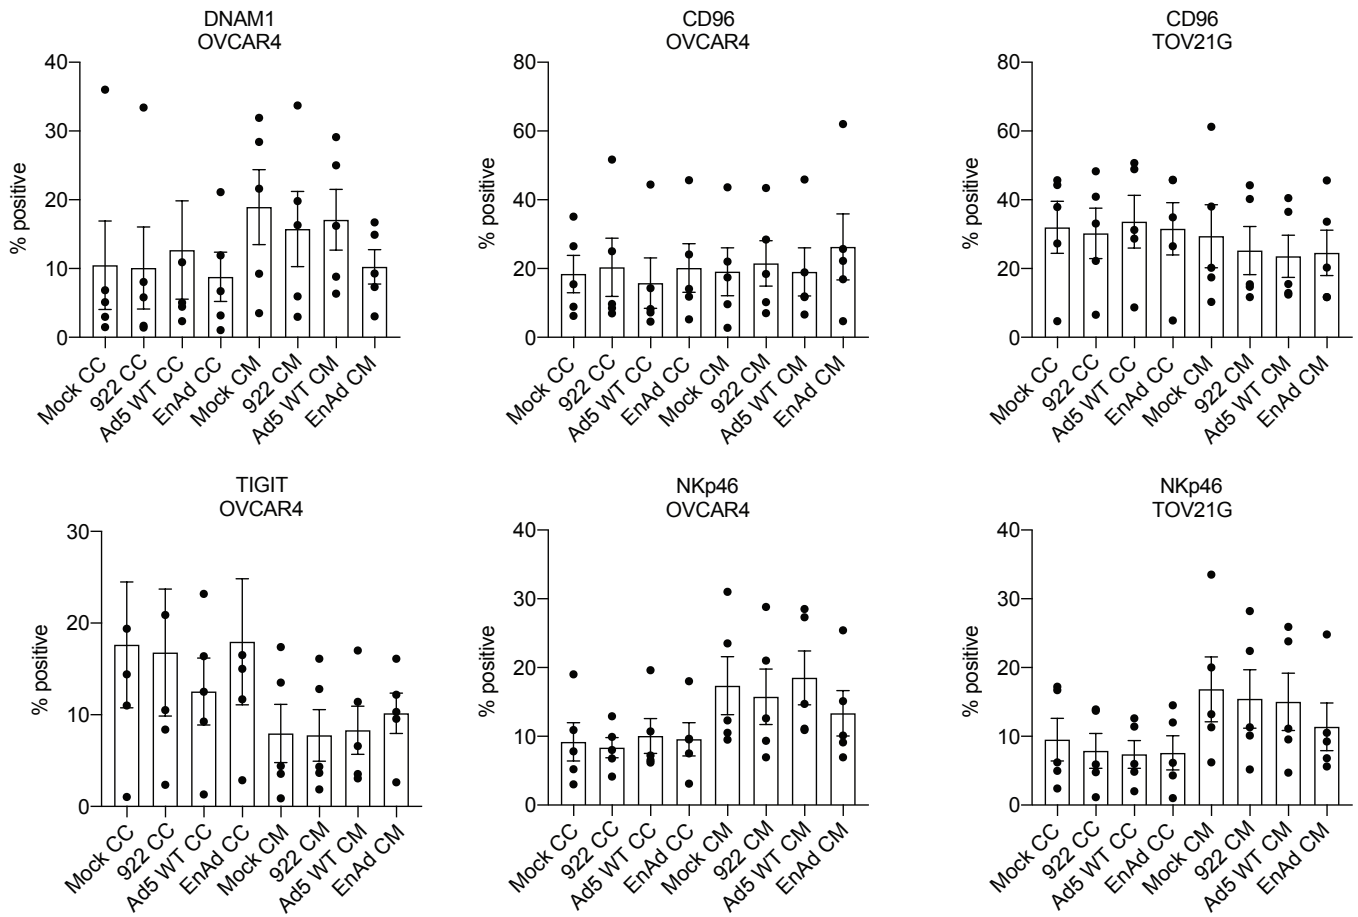 DNAM1
OVCAR4
% positive
40
30
20
10
0
Mock CC
922 CC
Ad5 WT CC
EnAd CC
Mock CM
922 CM
Ad5 WT CM
EnAd CM
CD96
OVCAR4
% positive
80
60
40
20
0
Mock CC
922 CC
Ad5 WT CC
EnAd CC
Mock CM
922 CM
Ad5 WT CM
EnAd CM
CD96
TOV21G
% positive
80
60
40
20
0
Mock CC
922 CC
Ad5 WT CC
EnAd CC
Mock CM
922 CM
Ad5 WT CM
EnAd CM
TIGIT
OVCAR4
% positive
30
20
10
0
Mock CC
922 CC
Ad5 WT CC
EnAd CC
Mock CM
922 CM
Ad5 WT CM
EnAd CM
NKp46
OVCAR4
% positive
40
30
20
10
0
Mock CC
922 CC
Ad5 WT CC
EnAd CC
Mock CM
922 CM
Ad5 WT CM
EnAd CM
NKp46
TOV21G
% positive
40
30
20
10
0
Mock CC
922 CC
Ad5 WT CC
EnAd CC
Mock CM
922 CM
Ad5 WT CM
EnAd CM